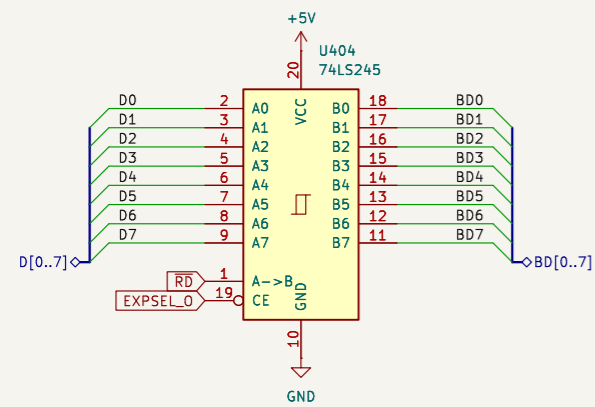 +5V
U404
74LS245
20
VCC
D0 2 A0 B0 18 BD0
D1 3 A1 B1 17 BD1
D2 4 A2 B2 16 BD2
D3 5 A3 B3 15 BD3
D4 6 A4 B4 14 BD4
D5 7 A5 B5 13 BD5
D6 8 A6 B6 12 BD6
D7 9 A7 B7 11 BD7
D[0..7] BD[0..7]
R̅D̅ 1 A->B
EXPSEL_O 19 CE
GND
10
GND